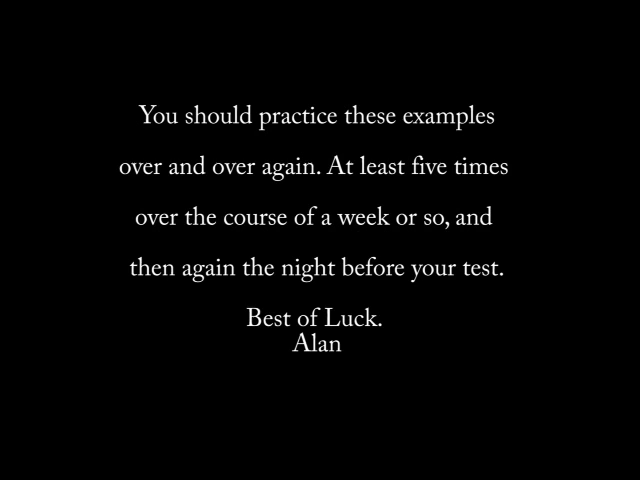 You should practice these examples
over and over again. At least five times
over the course of a week or so, and
then again the night before your test.
Best of Luck.
Alan